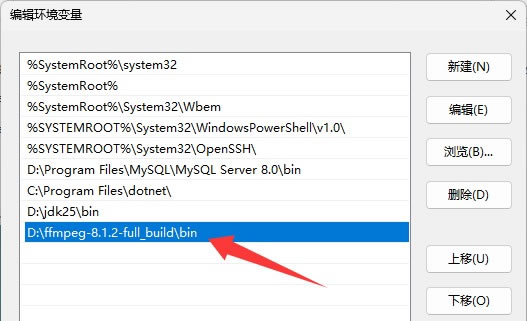 编辑环境变量
%SystemRoot%\system32
%SystemRoot%
%SystemRoot%\System32\Wbem
%SYSTEMROOT%\System32\WindowsPowerShell\v1.0\
%SYSTEMROOT%\System32\OpenSSH\
D:\Program Files\MySQL\MySQL Server 8.0\bin
C:\Program Files\dotnet\
D:\jdk25\bin
D:\ffmpeg-8.1.2-full_build\bin
新建(N)
编辑(E)
浏览(B)...
删除(D)
上移(U)
下移(O)